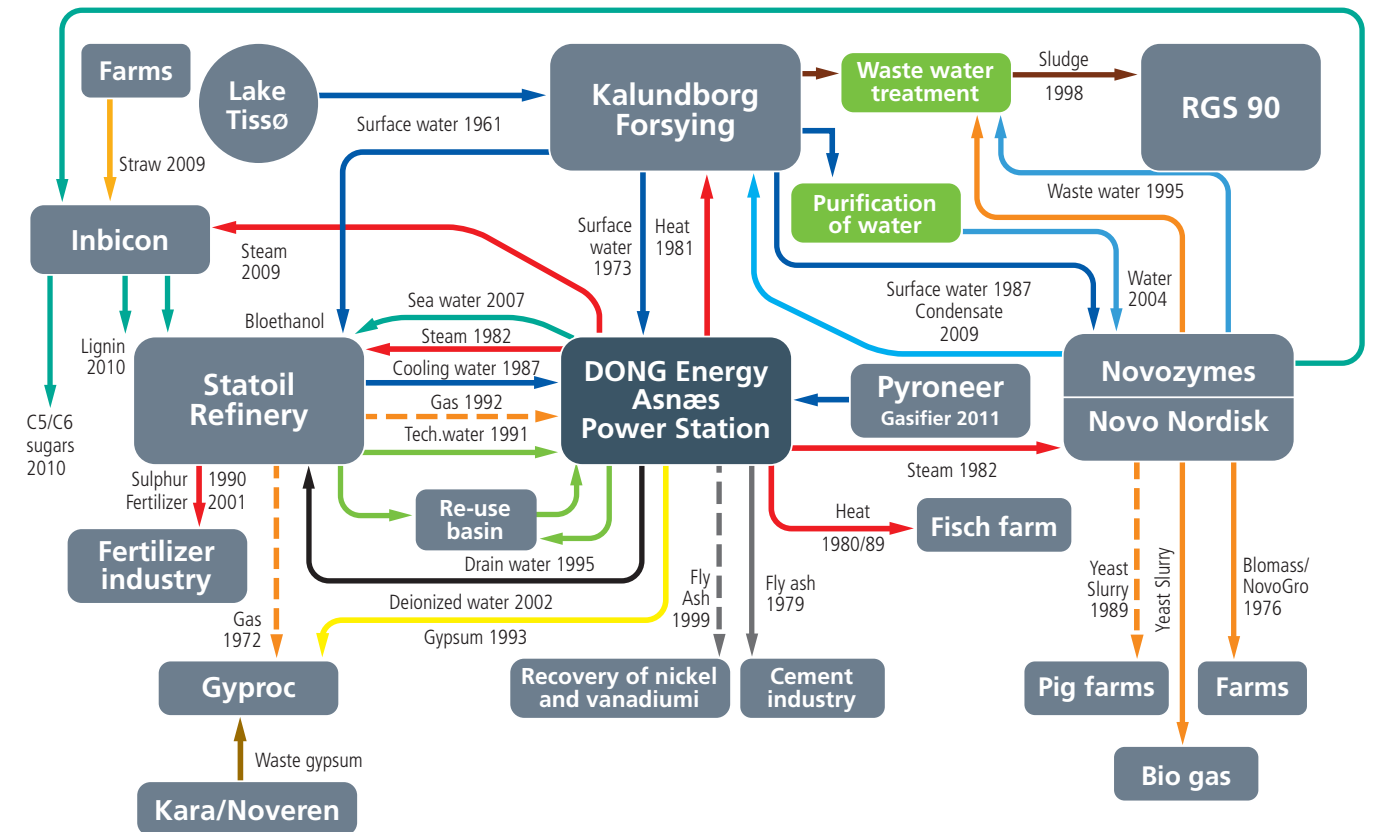 Farms
Lake
Tissø
Kalundborg
Forsying
Waste water
treatment
Sludge
1998
RGS 90
Surface water 1961
Straw 2009
Inbicon
Steam
2009
Surface
water
1973
Heat
1981
Purification
of water
Waste water 1995
Water
2004
Surface water 1987
Condensate
2009
Sea water 2007
Bloethanol
Steam 1982
Lignin
2010
Cooling water 1987
Gas 1992
Tech.water 1991
Statoil
Refinery
DONG Energy
Asnæs
Power Station
Pyroneer
Gasifier 2011
Novozymes
Novo Nordisk
C5/C6
sugars
2010
Steam 1982
Sulphur 1990
Fertilizer 2001
Re-use
basin
Heat
1980/89
Fisch farm
Fertilizer
industry
Drain water 1995
Fly
Ash
1999
Fly ash
1979
Yeast
Slurry
1989
Yeast Slurry
Blomass/
NovoGro
1976
Deionized water 2002
Gypsum 1993
Gas
1972
Gyproc
Recovery of nickel
and vanadiumi
Cement
industry
Pig farms
Farms
Waste gypsum
Bio gas
Kara/Noveren